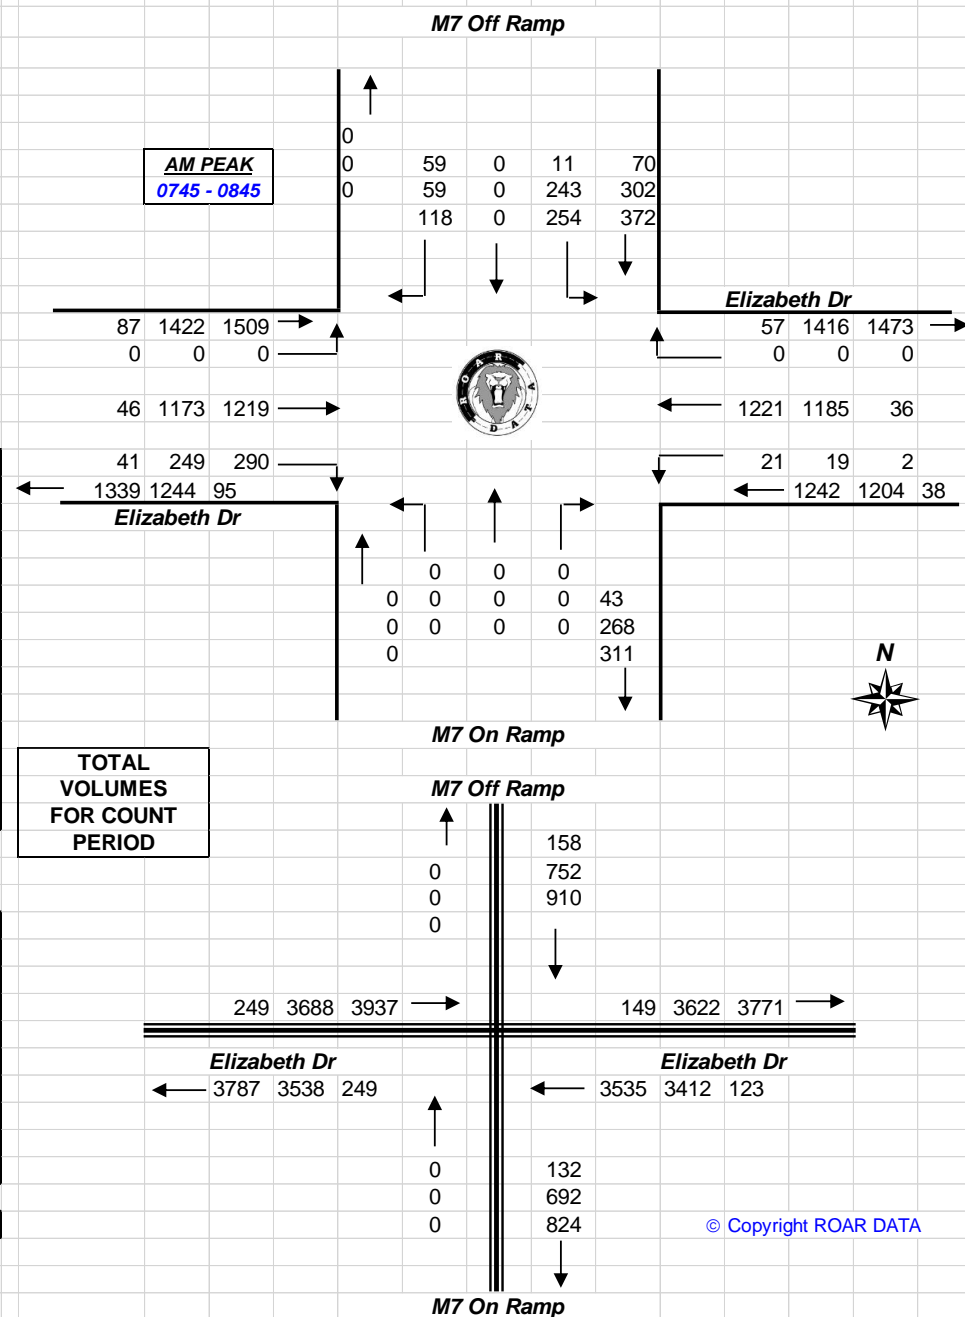 M7 Off Ramp
0
AM PEAK 0 59 0 11 70
0745 - 0845 0 59 0 243 302
118 0 254 372
Elizabeth Dr
87 1422 1509 57 1416 1473
0 0 0 0 0 0
ROAR DATA
46 1173 1219 1221 1185 36
41 249 290 21 19 2
1339 1244 95 1242 1204 38
Elizabeth Dr
0 0 0
0 0 0 0 43
0 0 0 0 268
0 311
N
M7 On Ramp
TOTAL
VOLUMES
FOR COUNT
PERIOD
M7 Off Ramp
158
0 752
0 910
0
249 3688 3937 149 3622 3771
Elizabeth Dr Elizabeth Dr
3787 3538 249 3535 3412 123
0 132
0 692
0 824
© Copyright ROAR DATA
M7 On Ramp